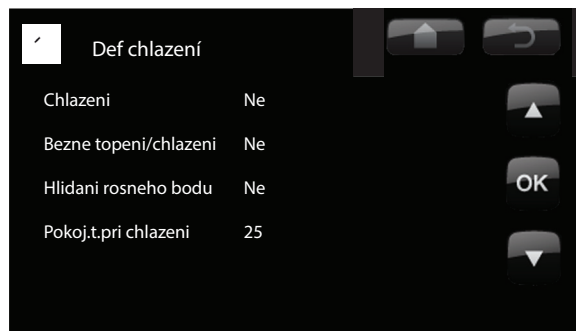 Def chlazení
Chlazeni Ne
Bezne topeni/chlazeni Ne
Hlidani rosneho bodu Ne
OK
Pokoj.t.pri chlazeni 25